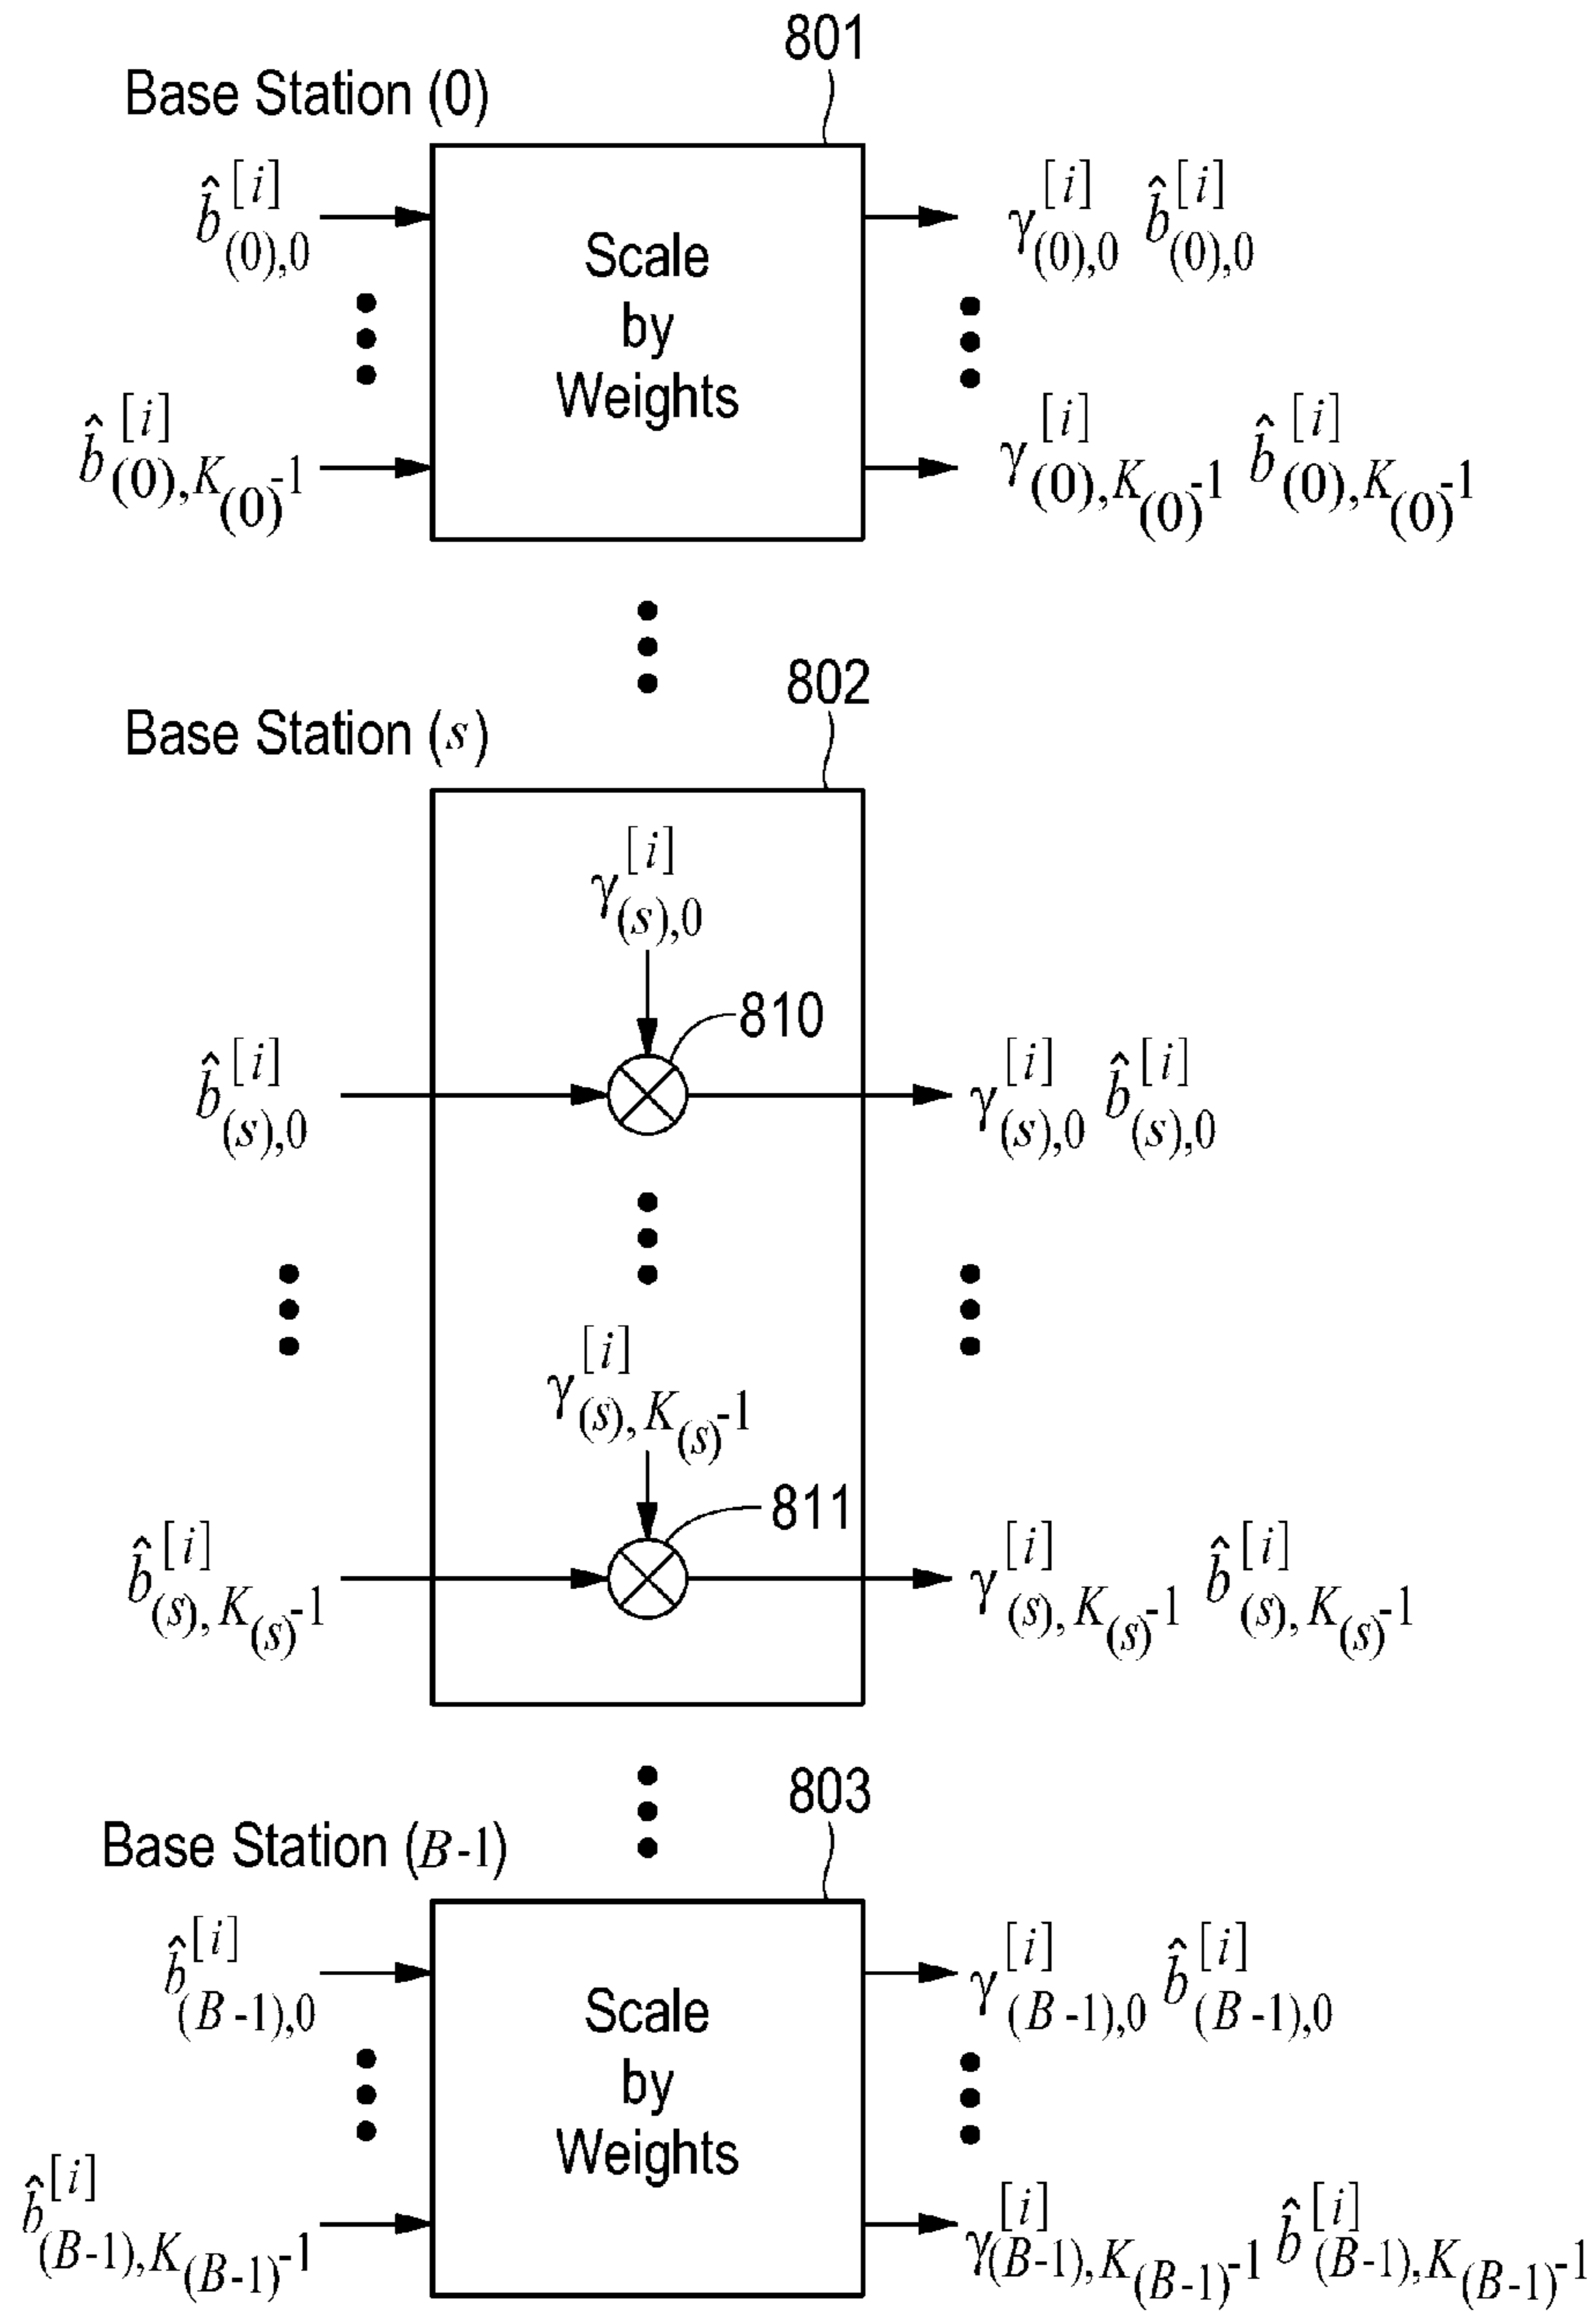 801
Base Station (0)
b̂^[i]_(0),0
Scale
by
Weights
γ^[i]_(0),0 b̂^[i]_(0),0
b̂^[i]_(0),K_(0)-1
γ^[i]_(0),K_(0)-1 b̂^[i]_(0),K_(0)-1
802
Base Station (s)
γ^[i]_(s),0
810
b̂^[i]_(s),0
γ^[i]_(s),0 b̂^[i]_(s),0
γ^[i]_(s),K_(s)-1
811
b̂^[i]_(s),K_(s)-1
γ^[i]_(s),K_(s)-1 b̂^[i]_(s),K_(s)-1
803
Base Station (B-1)
b̂^[i]_(B-1),0
Scale
by
Weights
γ^[i]_(B-1),0 b̂^[i]_(B-1),0
b̂^[i]_(B-1),K_(B-1)-1
γ^[i]_(B-1),K_(B-1)-1 b̂^[i]_(B-1),K_(B-1)-1